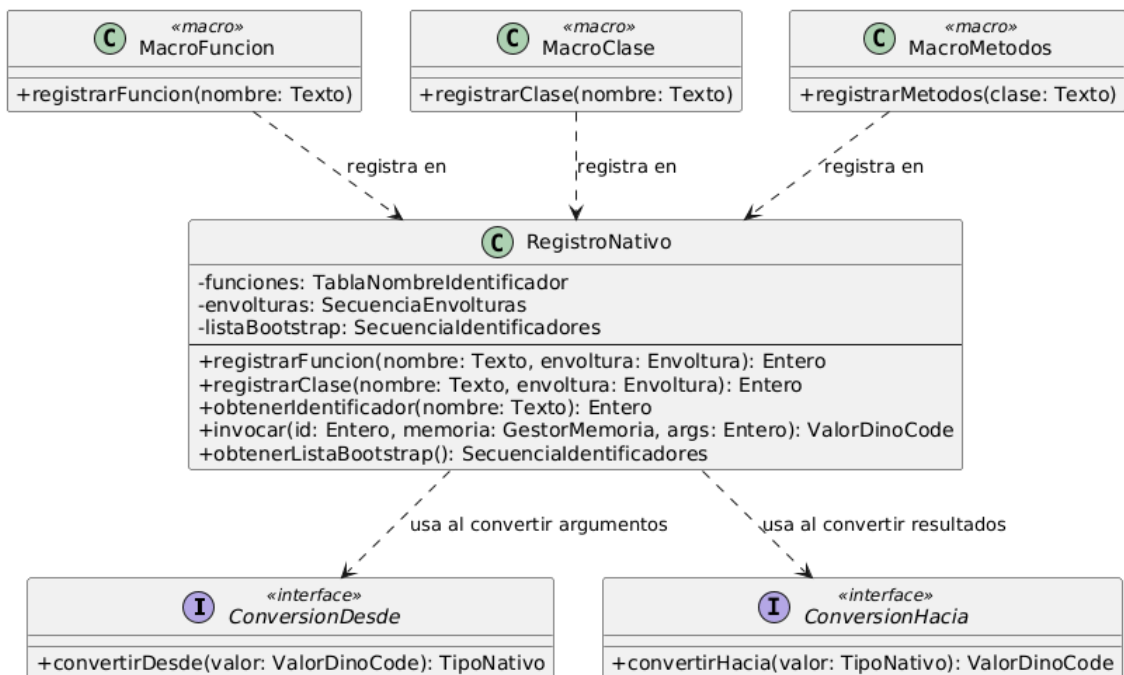 C «macro» MacroFuncion
+registrarFuncion(nombre: Texto)
C «macro» MacroClase
+registrarClase(nombre: Texto)
C «macro» MacroMetodos
+registrarMetodos(clase: Texto)
registra en
registra en
registra en
C RegistroNativo
-funciones: TablaNombreIdentificador
-envolturas: SecuenciaEnvolturas
-listaBootstrap: SecuenciaIdentificadores
+registrarFuncion(nombre: Texto, envoltura: Envoltura): Entero
+registrarClase(nombre: Texto, envoltura: Envoltura): Entero
+obtenerIdentificador(nombre: Texto): Entero
+invocar(id: Entero, memoria: GestorMemoria, args: Entero): ValorDinoCode
+obtenerListaBootstrap(): SecuenciaIdentificadores
usa al convertir argumentos
usa al convertir resultados
I «interface» ConversionDesde
+convertirDesde(valor: ValorDinoCode): TipoNativo
I «interface» ConversionHacia
+convertirHacia(valor: TipoNativo): ValorDinoCode